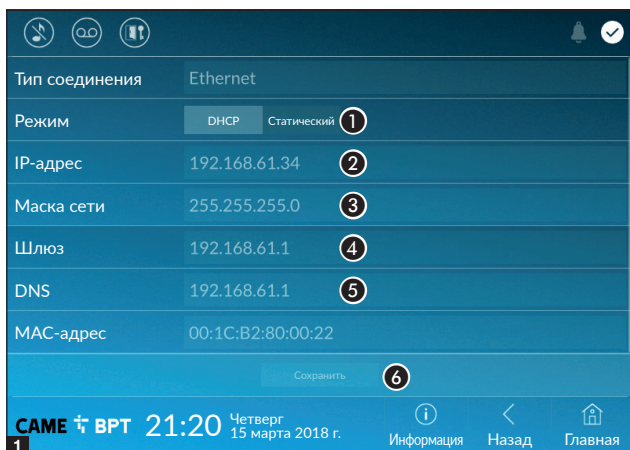 Тип соединения Ethernet
Режим DHCP Статический 1
IP-адрес 192.168.61.34 2
Маска сети 255.255.255.0 3
Шлюз 192.168.61.1 4
DNS 192.168.61.1 5
MAC-адрес 00:1C:B2:80:00:22
Сохранить 6
CAME BPT 21:20 Четверг
15 марта 2018 г.
Информация Назад Главная
1